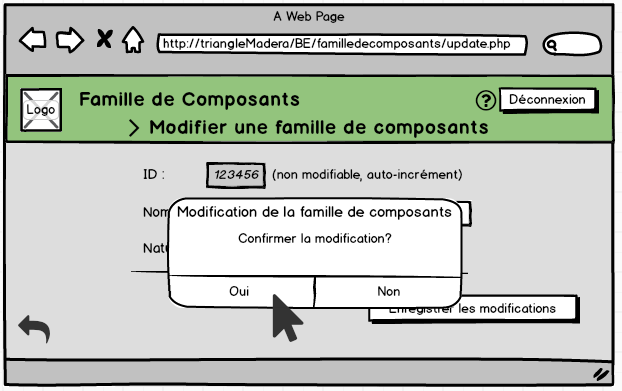 A Web Page
http://triangleMadera/BE/familledecomposants/update.php
Logo
Famille de Composants
> Modifier une famille de composants
? Déconnexion
ID : 123456 (non modifiable, auto-incrément)
Nom
Modification de la famille de composants
Confirmer la modification?
Oui Non
Enregistrer les modifications